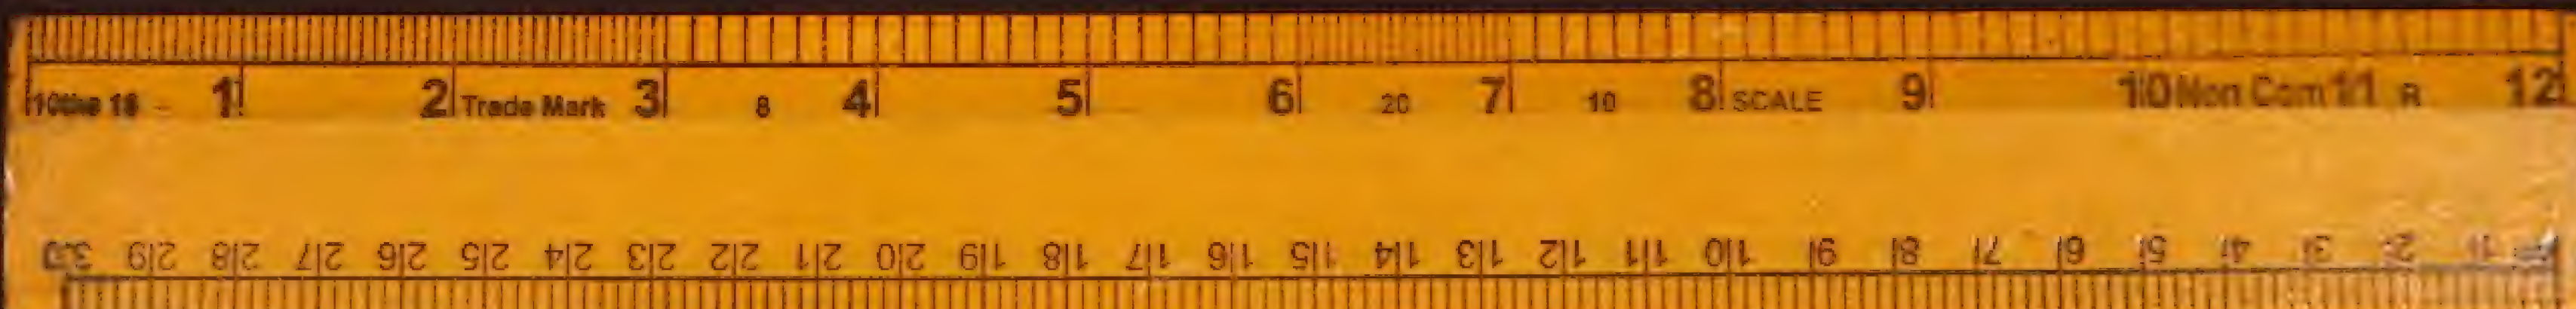 10ths 16 1 2 Trade Mark 3 8 4 5 6 20 7 10 8 SCALE 9 10 Non Com 11 R 12
30 29 28 27 26 25 24 23 22 21 20 19 18 17 16 15 14 13 12 11 10 9 8 7 6 5 4 3 2 1